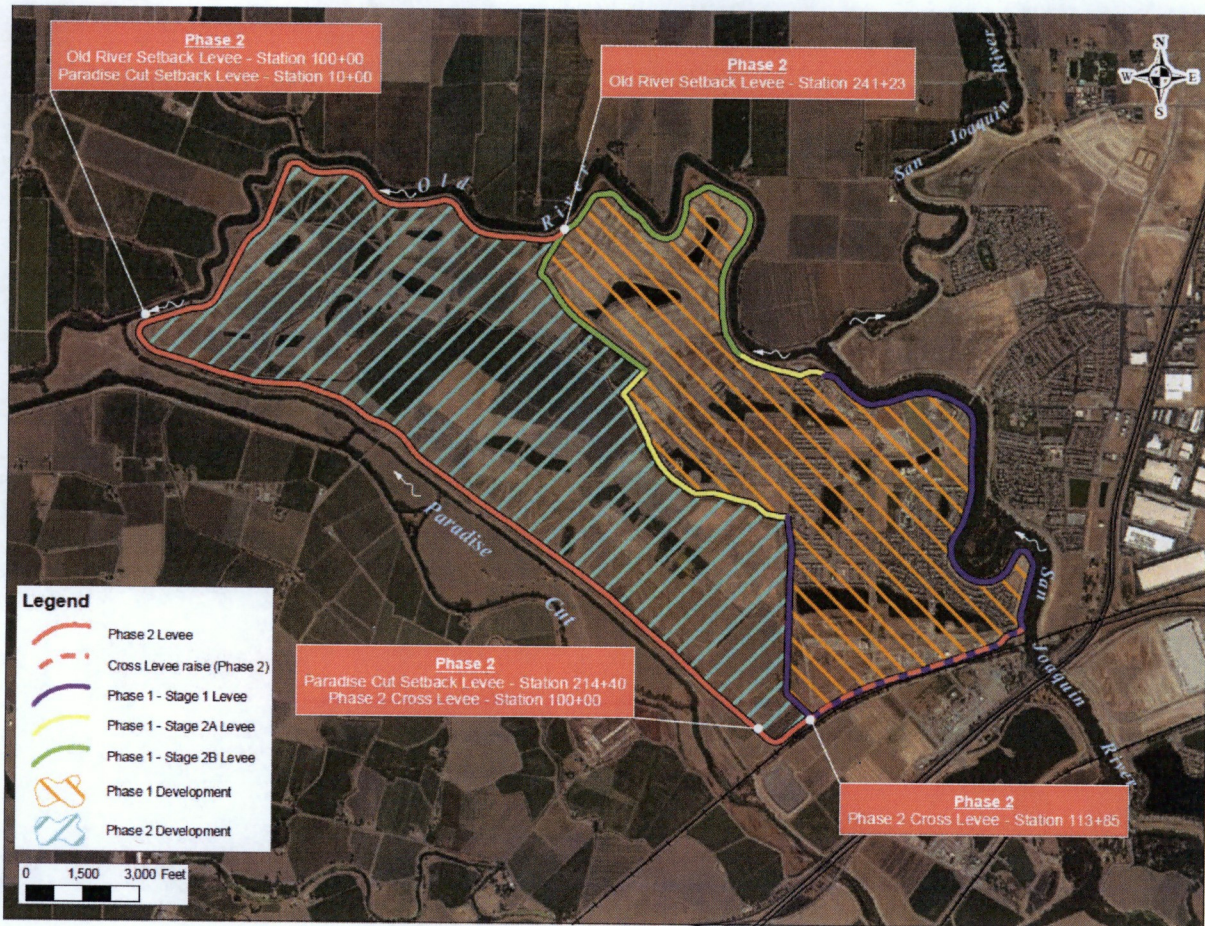 Phase 2
Old River Setback Levee - Station 100+00
Paradise Cut Setback Levee - Station 10+00
Phase 2
Old River Setback Levee - Station 241+23
N
W E
S
San Joaquin River
Old River
Paradise Cut
San Joaquin River
Phase 2
Paradise Cut Setback Levee - Station 214+40
Phase 2 Cross Levee - Station 100+00
Phase 2
Phase 2 Cross Levee - Station 113+85
Legend
Phase 2 Levee
Cross Levee raise (Phase 2)
Phase 1 - Stage 1 Levee
Phase 1 - Stage 2A Levee
Phase 1 - Stage 2B Levee
Phase 1 Development
Phase 2 Development
0 1,500 3,000 Feet